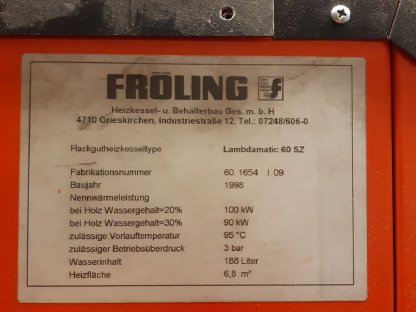 FRÖLING
Heizkessel- u. Behälterbau Ges. m. b. H
4710 Grieskirchen, Industriestraße 12, Tel.: 07248/606-0
Hackgutheizkesseltype Lambdamatic 60 SZ
Fabrikationsnummer 60 1654 J 09
Baujahr 1998
Nennwärmeleistung
bei Holz Wassergehalt=20% 100 kW
bei Holz Wassergehalt=30% 90 kW
zulässige Vorlauftemperatur 95 °C
zulässiger Betriebsüberdruck 3 bar
Wasserinhalt 188 Liter
Heizfläche 6,8 m²